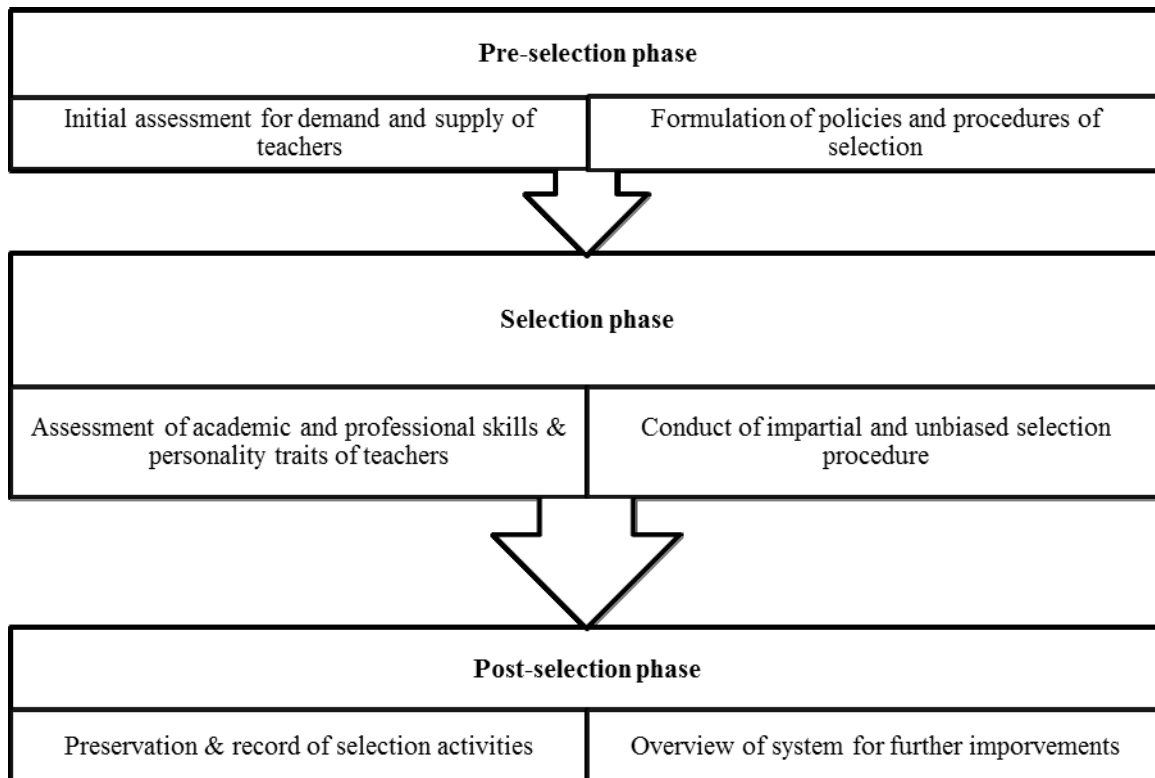 Pre-selection phase
Initial assessment for demand and supply of
teachers
Formulation of policies and procedures of
selection
Selection phase
Assessment of academic and professional skills &
personality traits of teachers
Conduct of impartial and unbiased selection
procedure
Post-selection phase
Preservation & record of selection activities
Overview of system for further imporvements